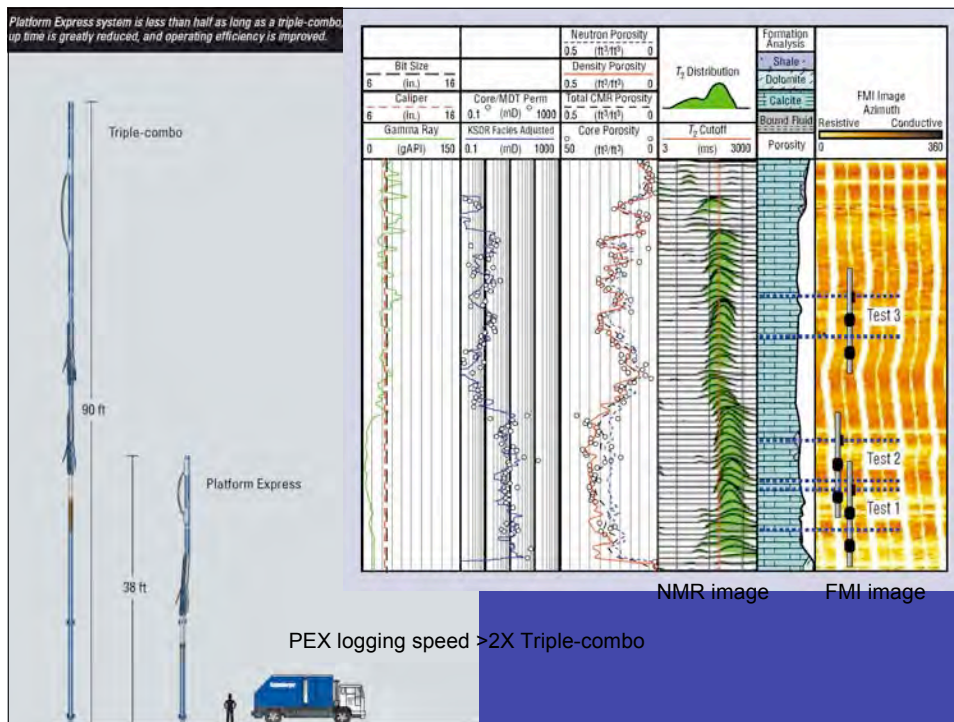 Platform Express system is less than half as long as a triple-combo,
up time is greatly reduced, and operating efficiency is improved.
Triple-combo
90 ft
Platform Express
38 ft
Bit Size
6 (in.) 16
Caliper
6 (in.) 16
Gamma Ray
0 (gAPI) 150
Core/MDT Perm
0.1 (mD) 1000
KSDR Facies Adjusted
0.1 (mD) 1000
Neutron Porosity
0.5 (ft³/ft³) 0
Density Porosity
0.5 (ft³/ft³) 0
Total CMR Porosity
0.5 (ft³/ft³) 0
Core Porosity
50 (ft³/ft³) 0
T2 Distribution
T2 Cutoff
3 (ms) 3000
Formation
Analysis
Shale
Dolomite
Calcite
Bound Fluid
Porosity
FMI Image
Azimuth
Resistive Conductive
0 360
Test 3
Test 2
Test 1
NMR image FMI image
PEX logging speed >2X Triple-combo